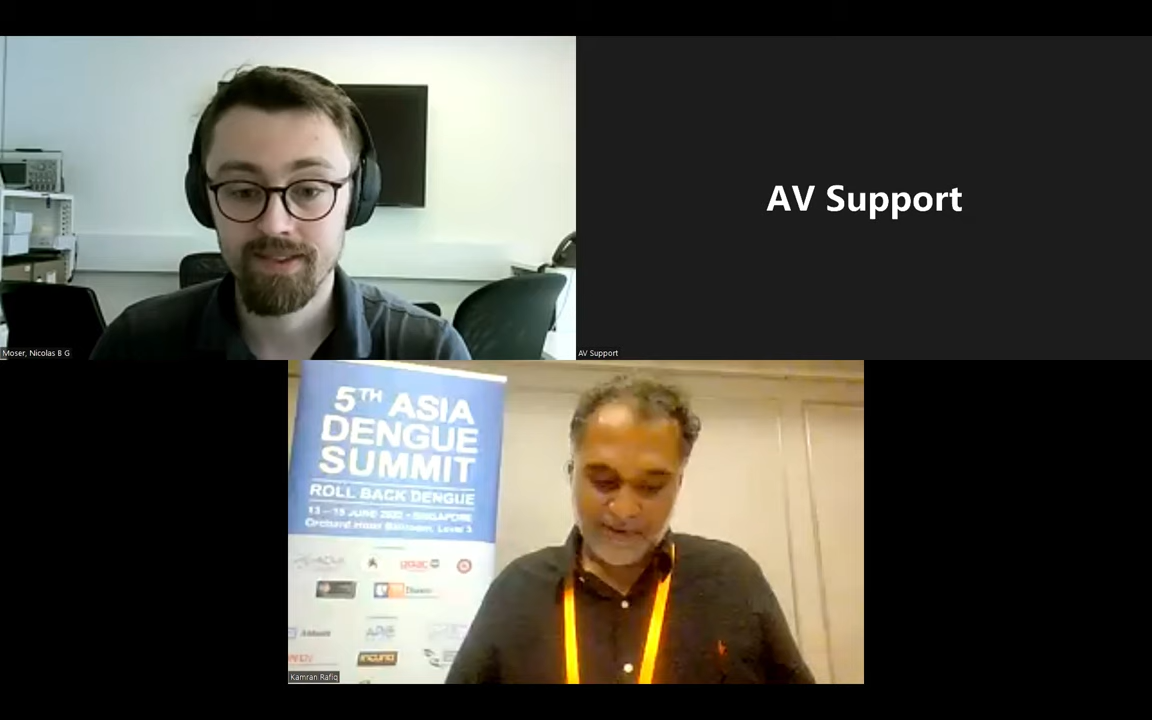 AV Support
Moser, Nicolas B G
AV Support
5TH ASIA
DENGUE
SUMMIT
ROLL BACK DENGUE
13 – 15 JUNE 2022 • SINGAPORE
Orchard Hotel Ballroom, Level 3
Abbott
Kamran Rafiq